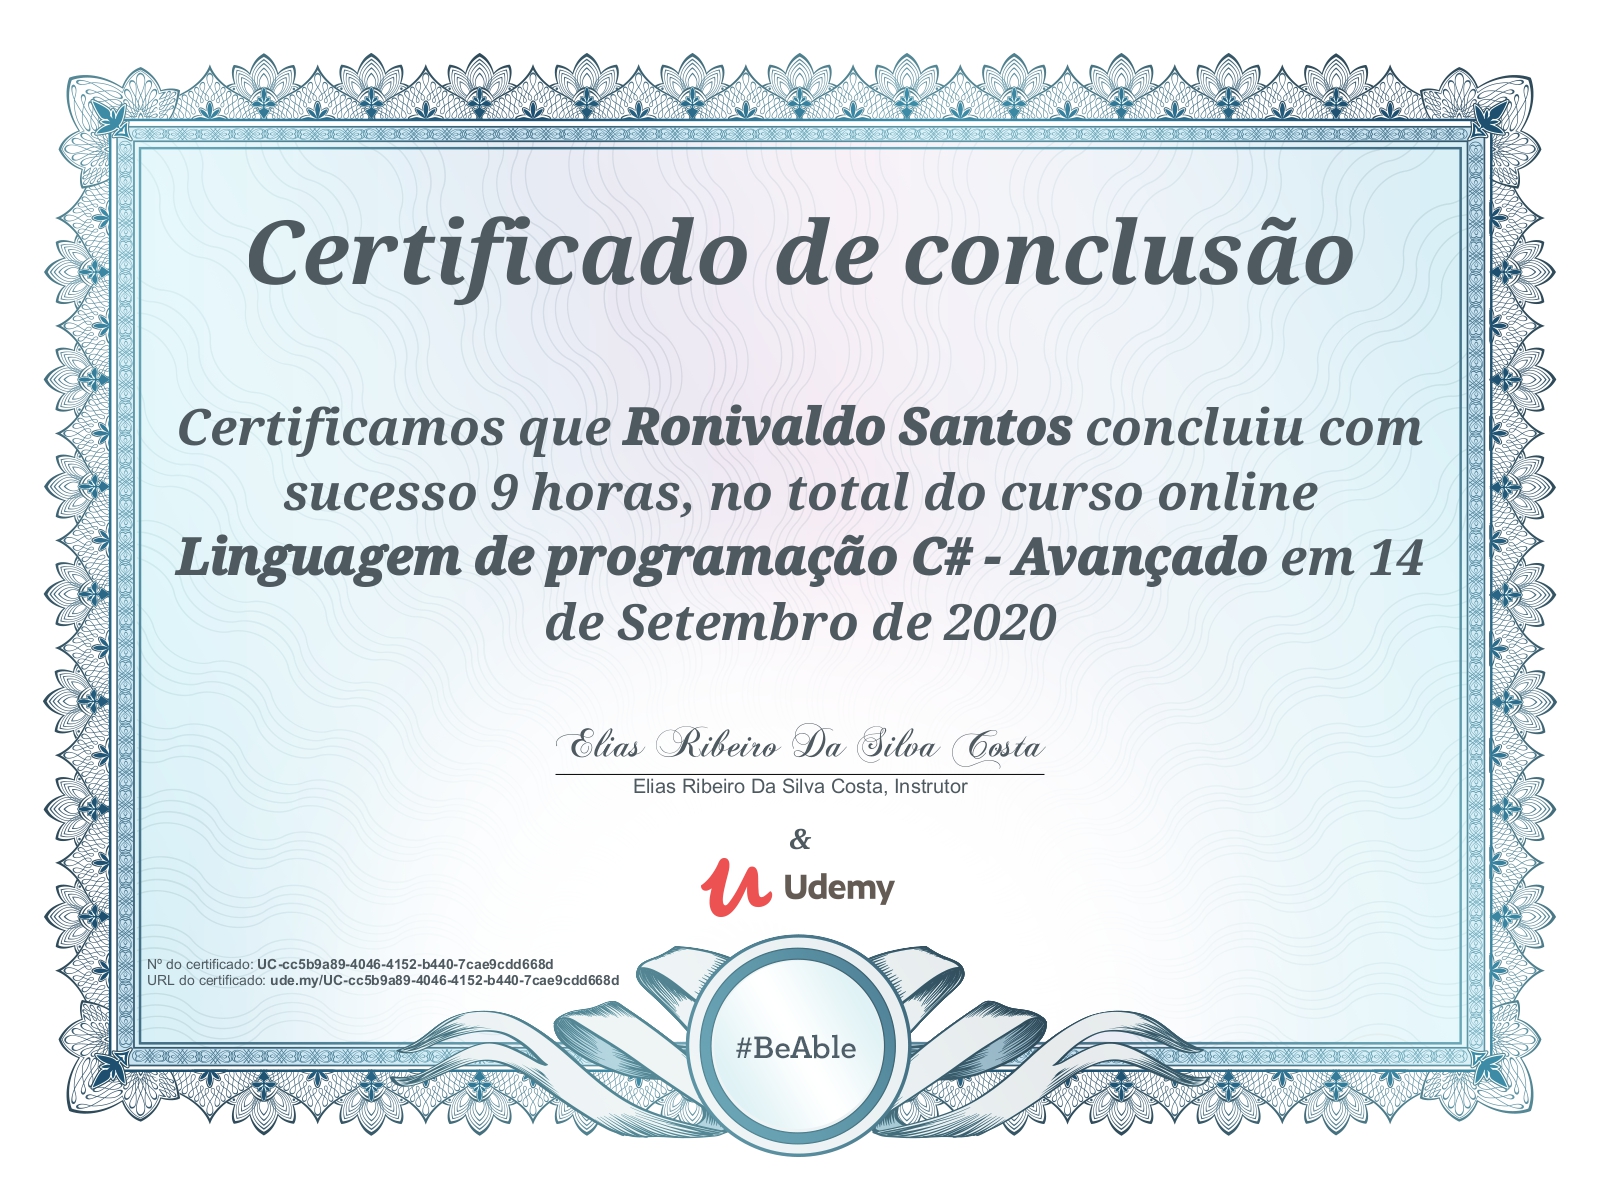 Certificado de conclusão
Certificamos que Ronivaldo Santos concluiu com
sucesso 9 horas, no total do curso online
Linguagem de programação C# - Avançado em 14
de Setembro de 2020
Elias Ribeiro Da Silva Costa
Elias Ribeiro Da Silva Costa, Instrutor
&
Udemy
Nº do certificado: UC-cc5b9a89-4046-4152-b440-7cae9cdd668d
URL do certificado: ude.my/UC-cc5b9a89-4046-4152-b440-7cae9cdd668d
#BeAble